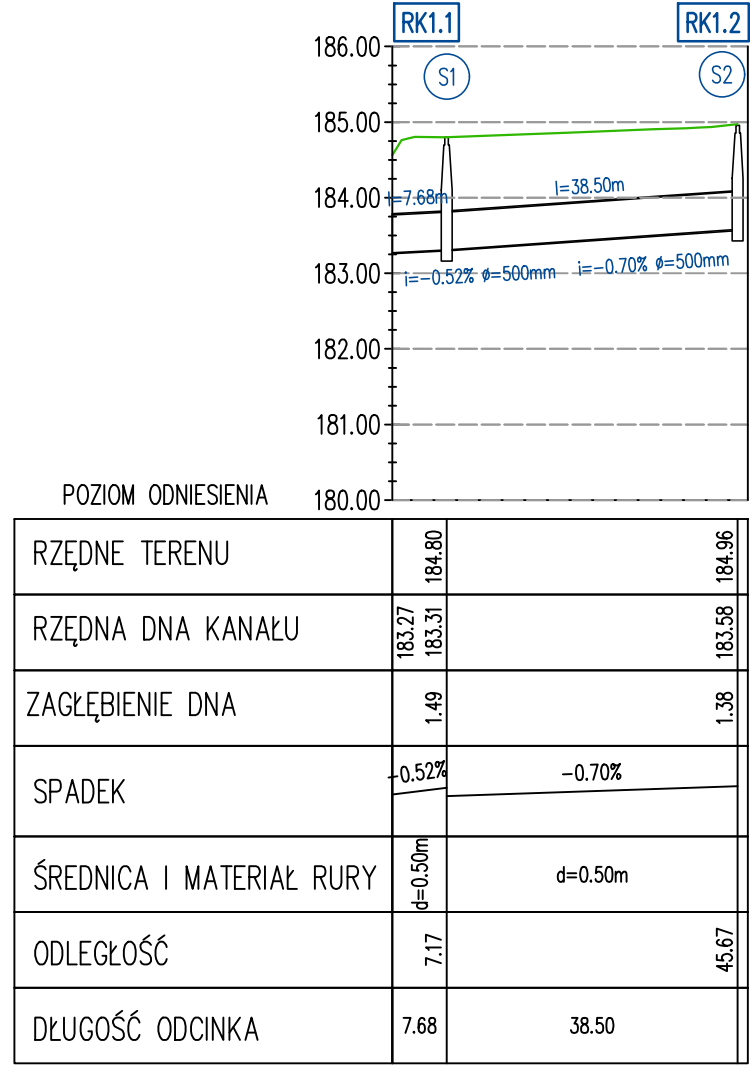 RK1.1 RK1.2
S1 S2
186.00
185.00
184.00
183.00
182.00
181.00
180.00
l=7.68m l=38.50m
i=-0.52% ø=500mm i=-0.70% ø=500mm
POZIOM ODNIESIENIA
RZĘDNE TERENU 184.80 184.96
RZĘDNA DNA KANAŁU 183.27 183.31 183.58
ZAGŁĘBIENIE DNA 1.49 1.38
SPADEK -0.52% -0.70%
ŚREDNICA I MATERIAŁ RURY d=0.50m d=0.50m
ODLEGŁOŚĆ 7.17 45.67
DŁUGOŚĆ ODCINKA 7.68 38.50